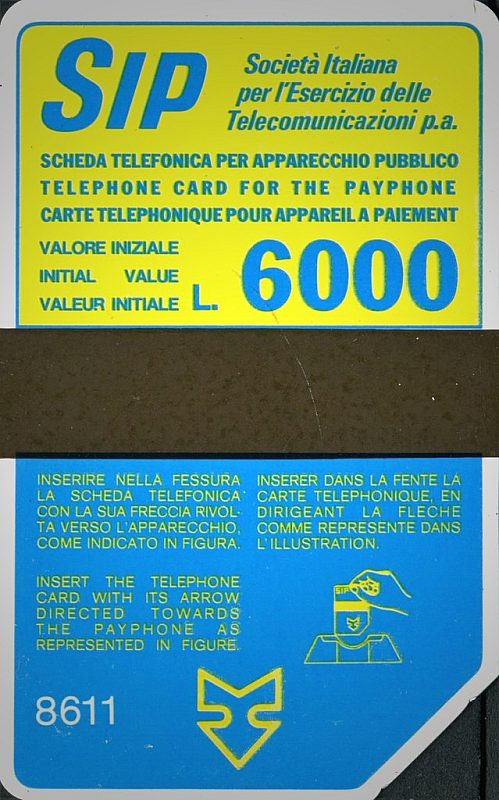 SIP
Società Italiana
per l'Esercizio delle
Telecomunicazioni p.a.
SCHEDA TELEFONICA PER APPARECCHIO PUBBLICO
TELEPHONE CARD FOR THE PAYPHONE
CARTE TELEPHONIQUE POUR APPAREIL A PAIEMENT
VALORE INIZIALE
INITIAL VALUE
VALEUR INITIALE L. 6000
INSERIRE NELLA FESSURA
LA SCHEDA TELEFONICA
CON LA SUA FRECCIA RIVOL-
TA VERSO L'APPARECCHIO,
COME INDICATO IN FIGURA.
INSERER DANS LA FENTE LA
CARTE TELEPHONIQUE, EN
DIRIGEANT LA FLECHE
COMME REPRESENTE DANS
L'ILLUSTRATION.
INSERT THE TELEPHONE
CARD WITH ITS ARROW
DIRECTED TOWARDS
THE PAYPHONE AS
REPRESENTED IN FIGURE.
SIP
8611